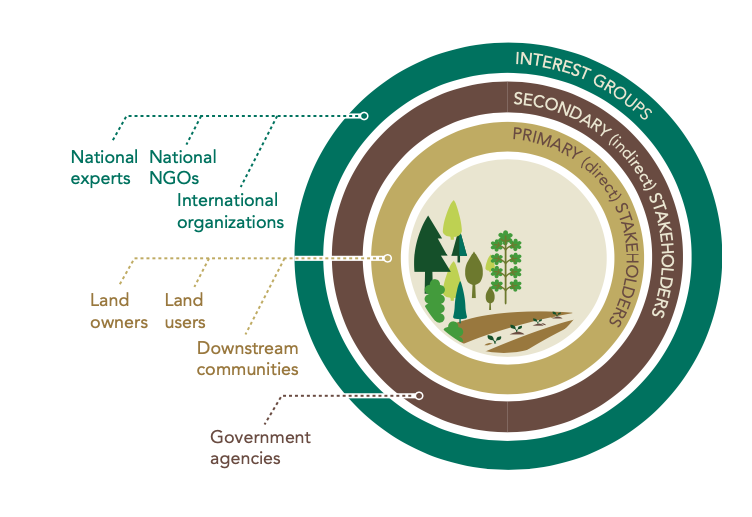 INTEREST GROUPS
SECONDARY (indirect) STAKEHOLDERS
PRIMARY (direct) STAKEHOLDERS
National
experts
National
NGOs
International
organizations
Land
owners
Land
users
Downstream
communities
Government
agencies